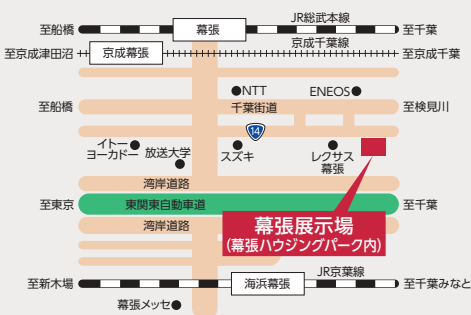 JR総武本線
至船橋
幕張
至千葉
京成千葉線
至京成津田沼
京成幕張
至京成千葉
NTT
ENEOS
至船橋
千葉街道
至検見川
14
イトー
ヨーカドー
放送大学
スズキ
レクサス
幕張
湾岸道路
至東京
東関東自動車道
至千葉
湾岸道路
幕張展示場
(幕張ハウジングパーク内)
JR京葉線
至新木場
海浜幕張
至千葉みなと
幕張メッセ